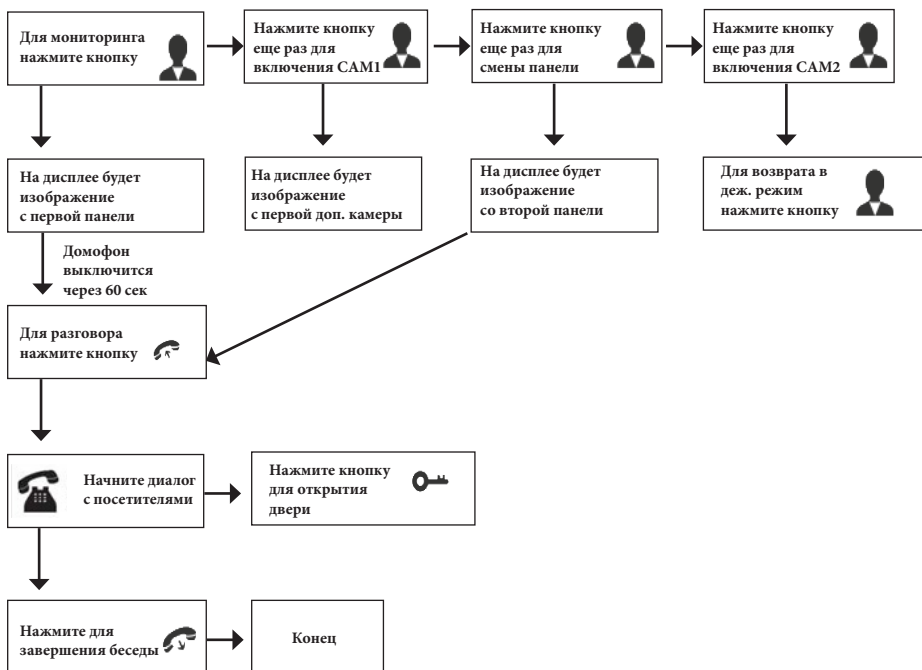 Для мониторинга
нажмите кнопку
Нажмите кнопку
еще раз для
включения CAM1
Нажмите кнопку
еще раз для
смены панели
Нажмите кнопку
еще раз для
включения CAM2
На дисплее будет
изображение
с первой панели
На дисплее будет
изображение
с первой доп. камеры
На дисплее будет
изображение
со второй панели
Для возврата в
деж. режим
нажмите кнопку
Домофон
выключится
через 60 сек
Для разговора
нажмите кнопку
Начните диалог
с посетителями
Нажмите кнопку
для открытия
двери
Нажмите для
завершения беседы
Конец